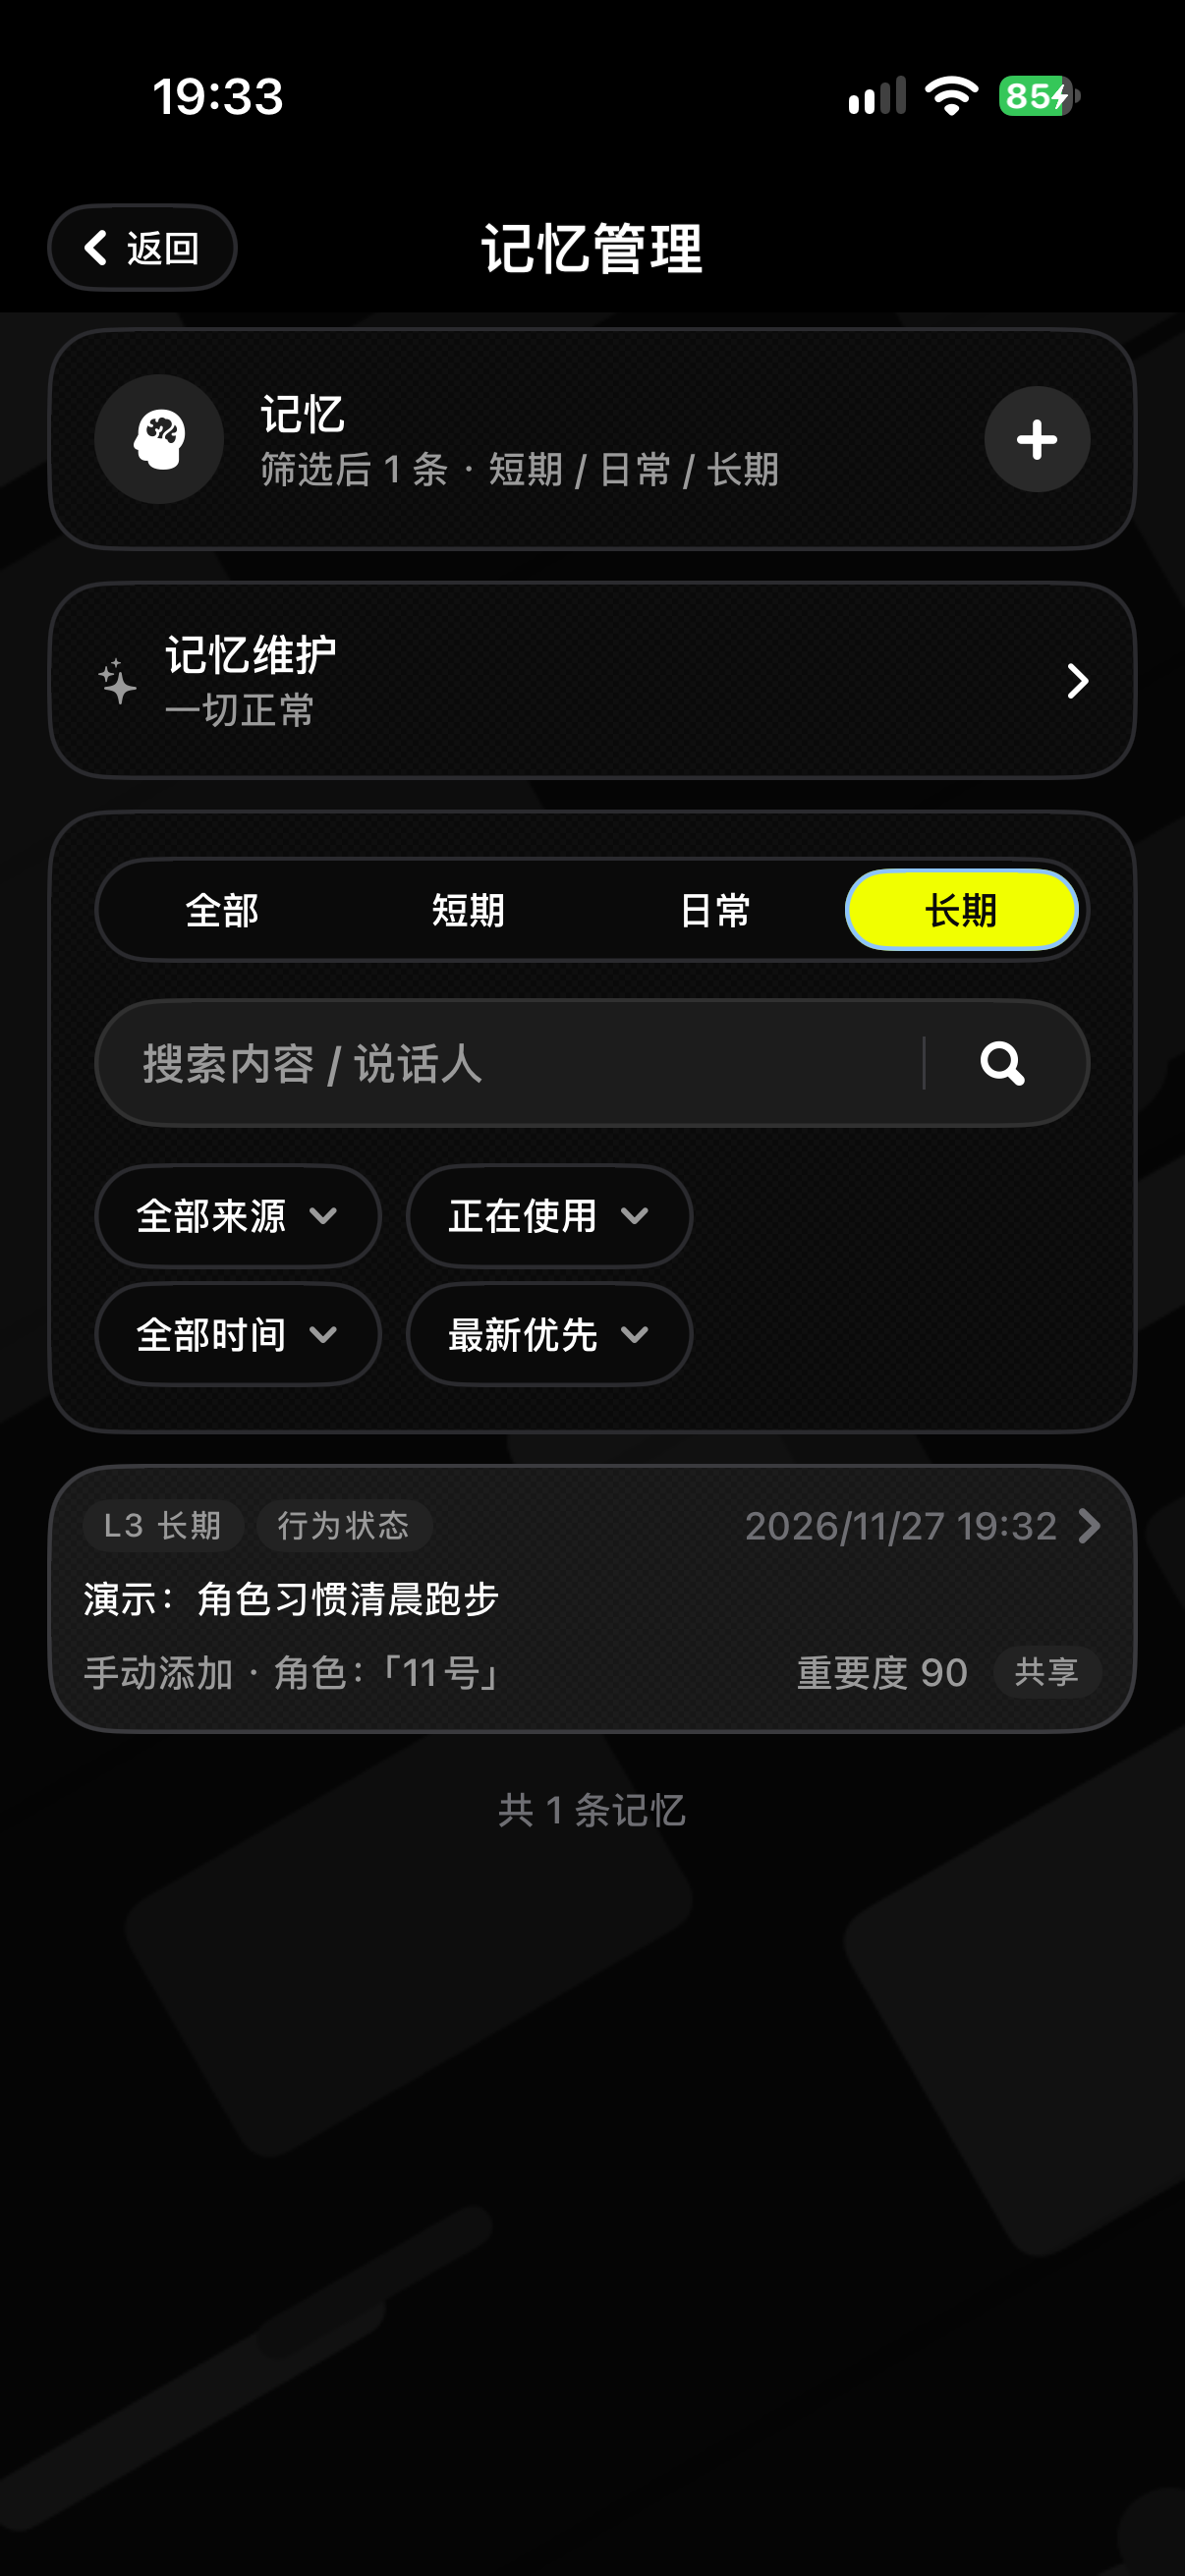 19:33
85
返回
记忆管理
记忆
筛选后 1 条 · 短期 / 日常 / 长期
记忆维护
一切正常
全部 短期 日常 长期
搜索内容 / 说话人
全部来源 正在使用
全部时间 最新优先
L3 长期 行为状态 2026/11/27 19:32
演示：角色习惯清晨跑步
手动添加 · 角色：「11号」 重要度 90 共享
共 1 条记忆